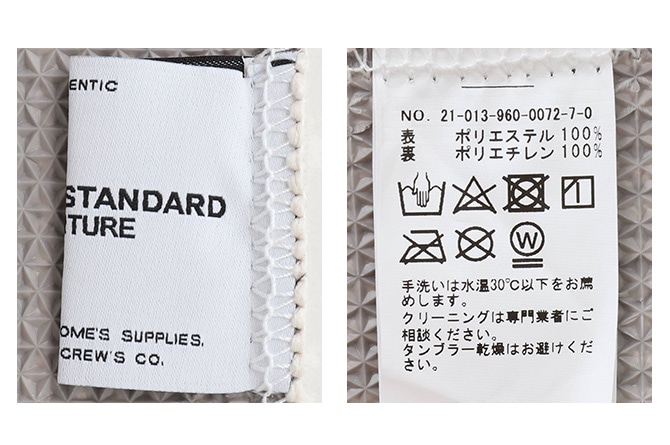 ENTIC
STANDARD
ITURE
OME'S SUPPLIES.
CREW'S CO.
NO. 21-013-960-0072-7-0
表 ポリエステル 100%
裏 ポリエチレン 100%
W
手洗いは水温30℃以下をお薦
めします。
クリーニングは専門業者にご
相談ください。
タンブラー乾燥はお避けくだ
さい。